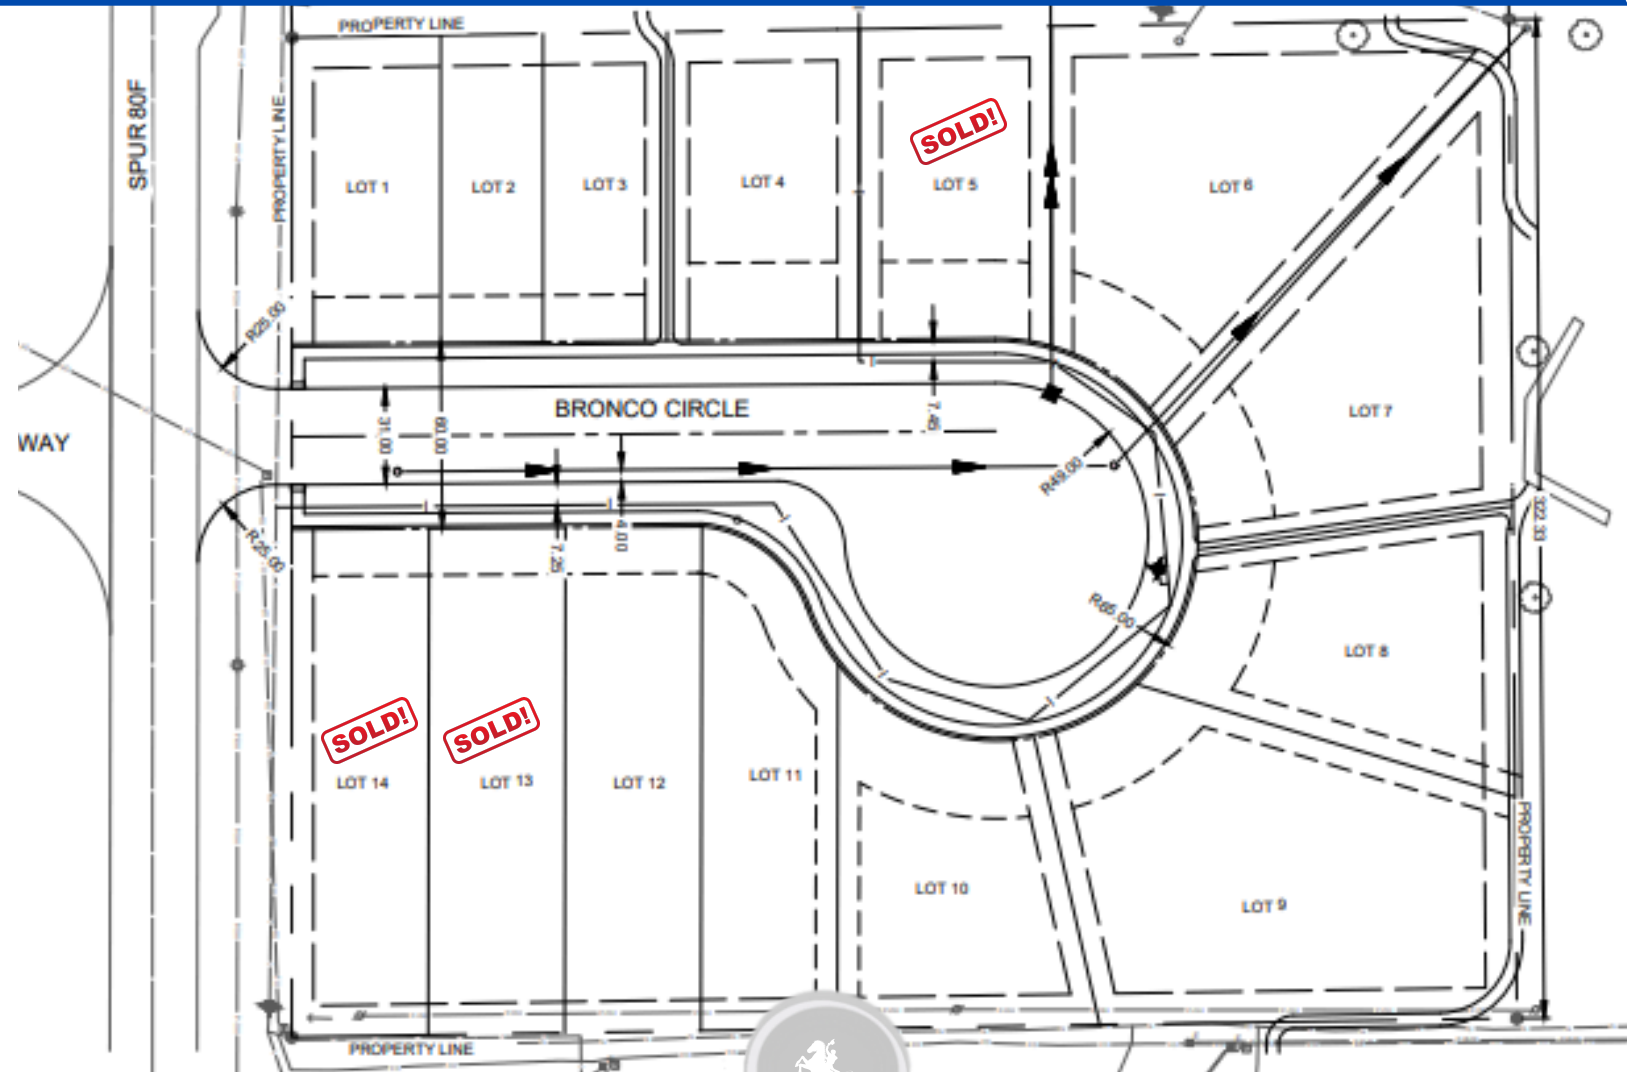 PROPERTY LINE
SPUR 80F
PROPERTY LINE
SOLD!
LOT 1
LOT 2
LOT 3
LOT 4
LOT 5
LOT 6
R25.00
BRONCO CIRCLE
LOT 7
WAY
31.00
60.00
7.45
R49.00
4.00
7.25
R25.00
322.33
R65.00
LOT 8
SOLD!
SOLD!
LOT 14
LOT 13
LOT 12
LOT 11
LOT 10
LOT 9
PROPERTY LINE
PROPERTY LINE